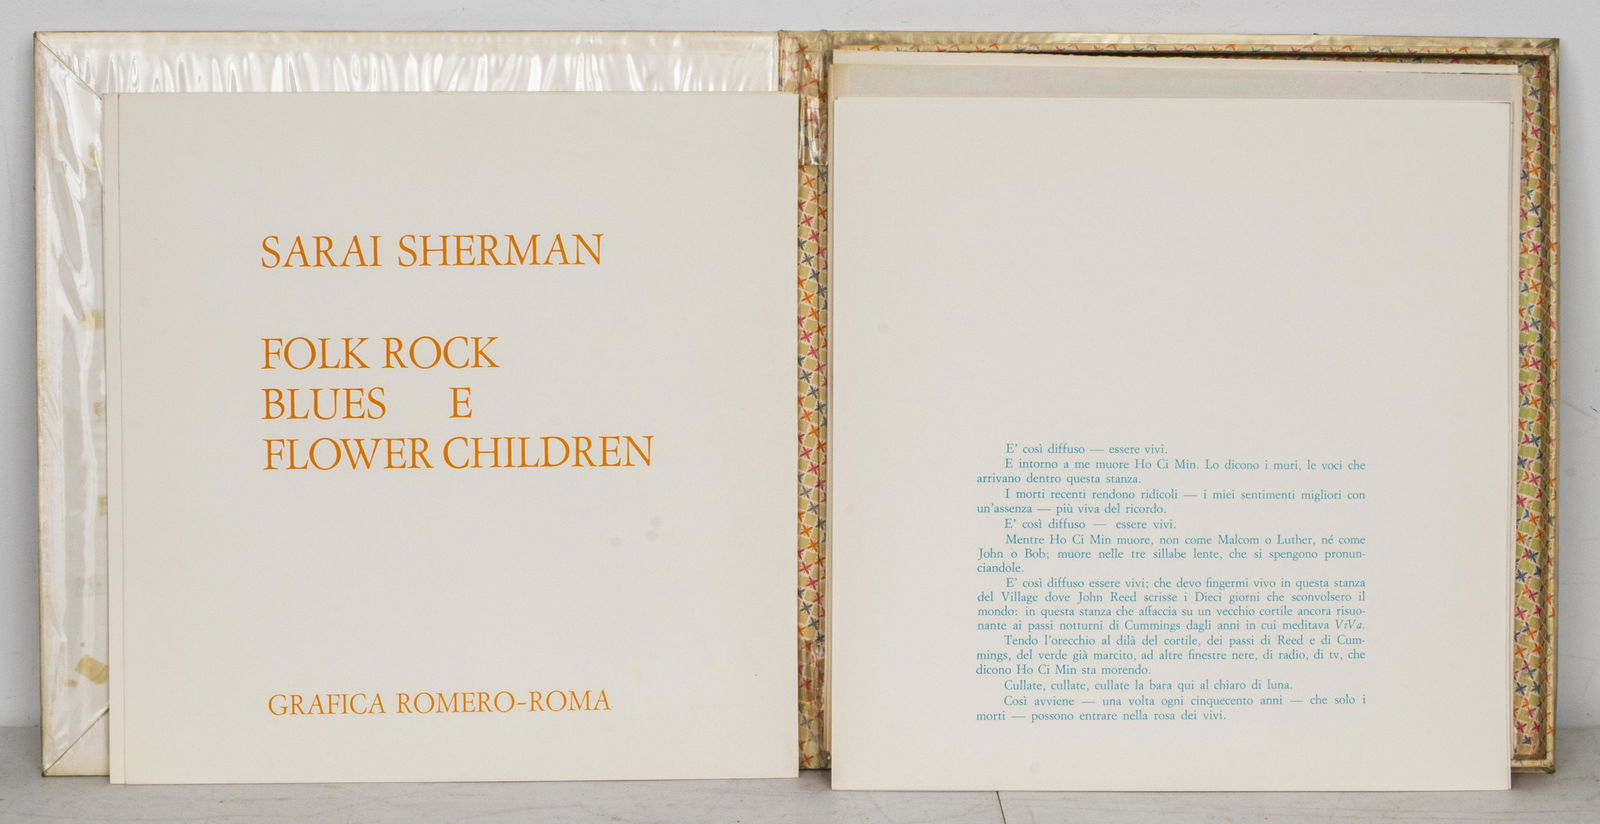 SARAI SHERMAN
FOLK ROCK
BLUES E
FLOWER CHILDREN
GRAFICA ROMERO-ROMA
E' così diffuso — essere vivi.
E intorno a me muore Ho Ci Min. Lo dicono i muri, le voci che
arrivano dentro questa stanza.
I morti recenti rendono ridicoli — i miei sentimenti migliori con
un'assenza — più viva del ricordo.
E' così diffuso — essere vivi.
Mentre Ho Ci Min muore, non come Malcom o Luther, né come
John o Bob; muore nelle tre sillabe lente, che si spengono pronun-
ciandole.
E' così diffuso essere vivi; che devo fingermi vivo in questa stanza
del Village dove John Reed scrisse i Dieci giorni che sconvolsero il
mondo: in questa stanza che affaccia su un vecchio cortile ancora risuo-
nante ai passi notturni di Cummings dagli anni in cui meditava ViVa.
Tendo l'orecchio al dilà del cortile, dei passi di Reed e di Cum-
mings, del verde già marcito, ad altre finestre nere, di radio, di tv, che
dicono Ho Ci Min sta morendo.
Cullate, cullate, cullate la bara qui al chiaro di luna.
Così avviene — una volta ogni cinquecento anni — che solo i
morti — possono entrare nella rosa dei vivi.